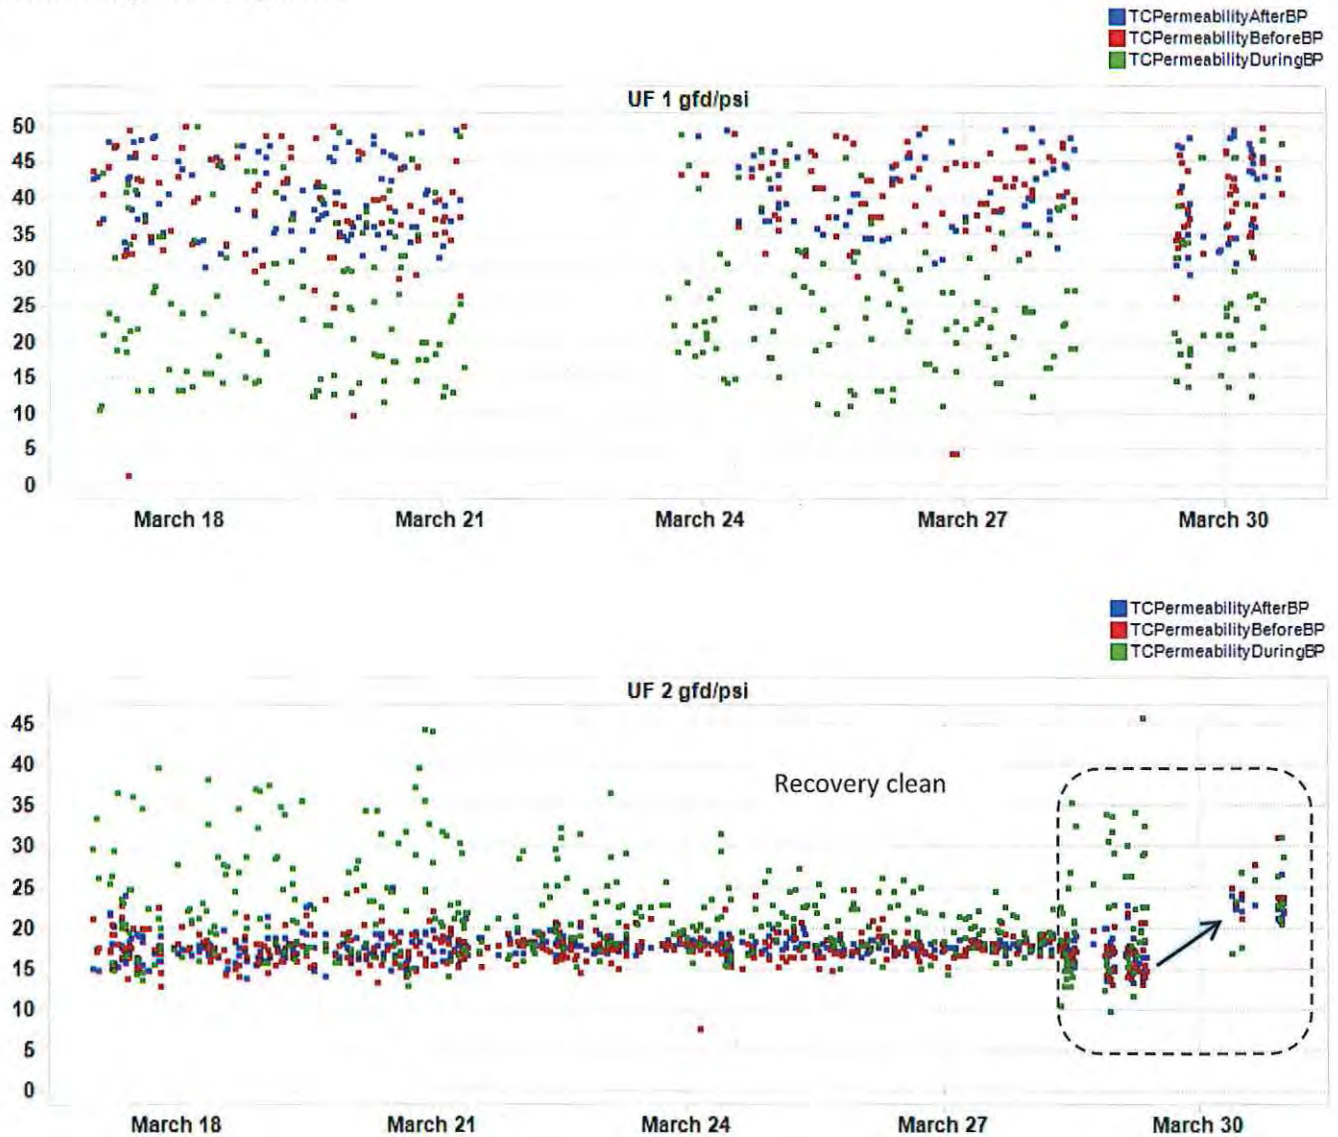 TCPermeabilityAfterBP
TCPermeabilityBeforeBP
TCPermeabilityDuringBP
UF 1 gfd/psi
50
45
40
35
30
25
20
15
10
5
0
March 18 March 21 March 24 March 27 March 30
TCPermeabilityAfterBP
TCPermeabilityBeforeBP
TCPermeabilityDuringBP
UF 2 gfd/psi
45
40
35
30
25
20
15
10
5
0
Recovery clean
March 18 March 21 March 24 March 27 March 30